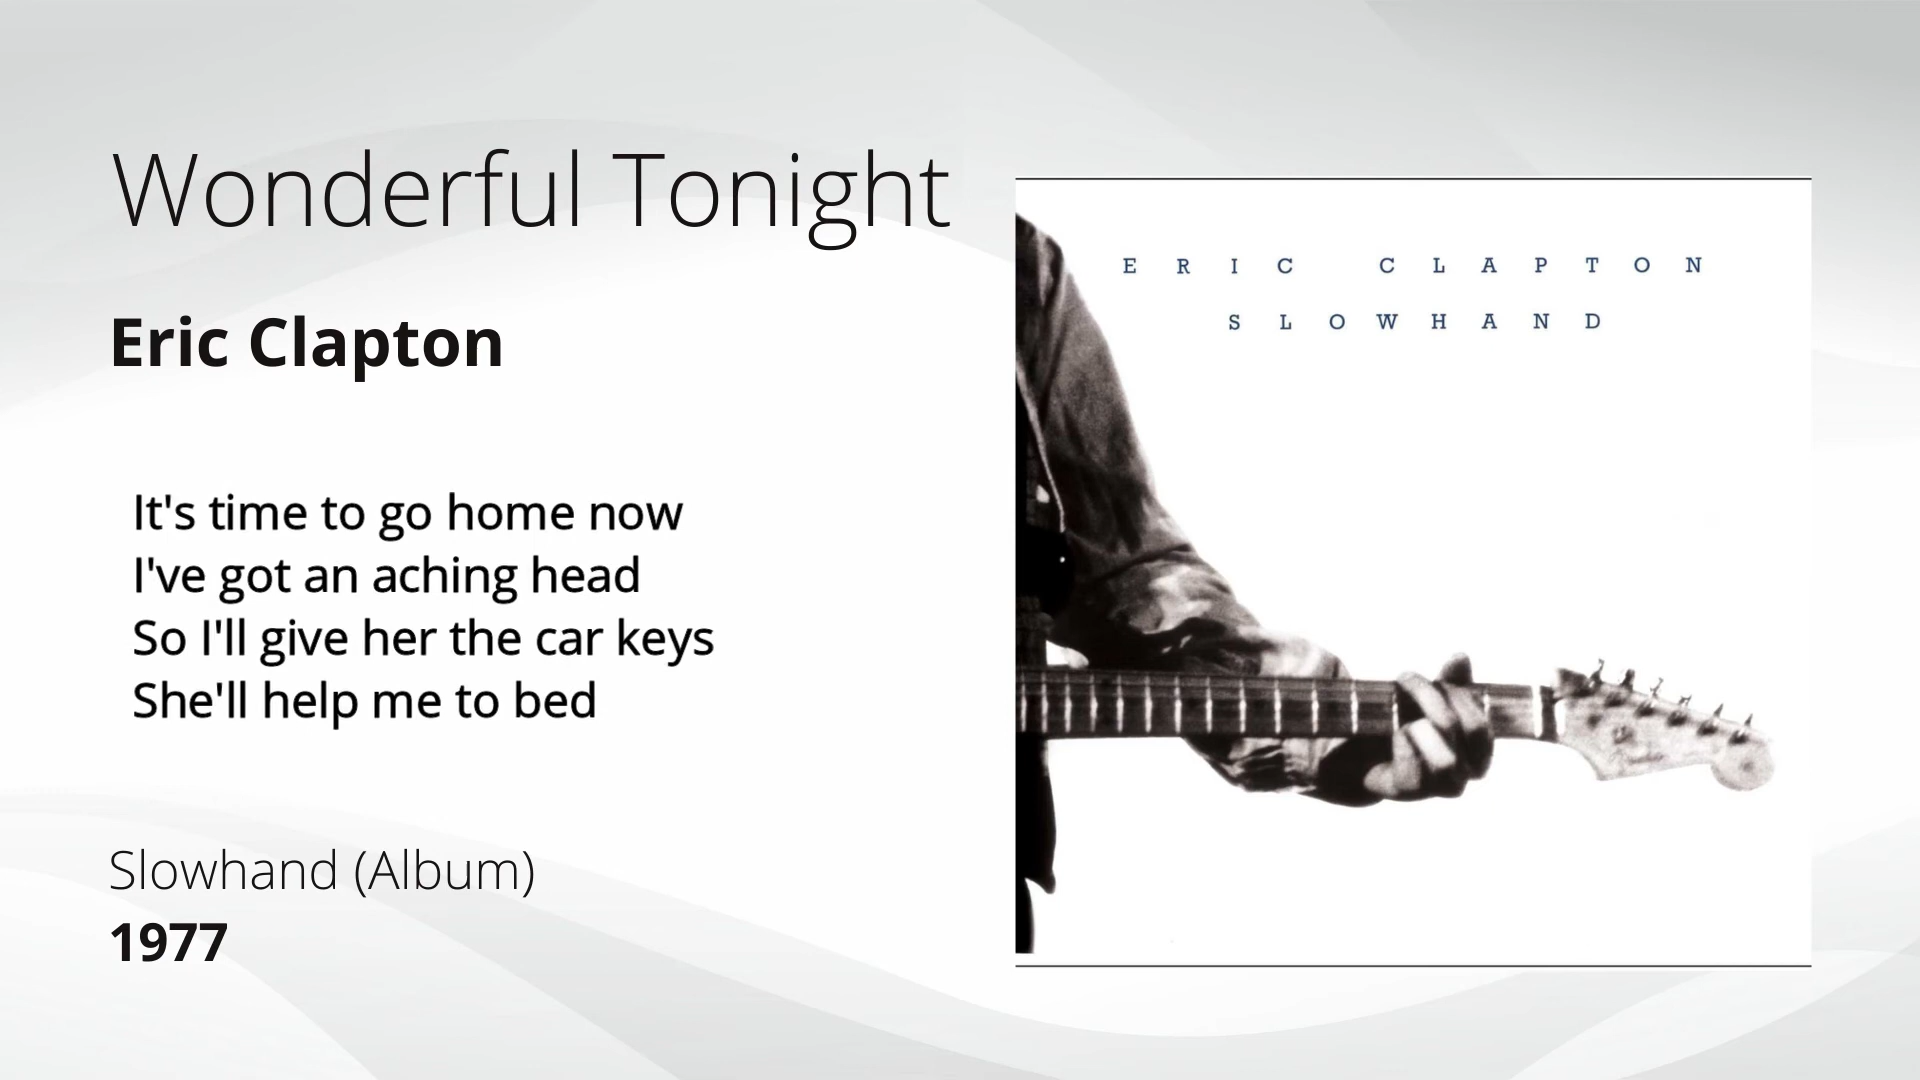 Wonderful Tonight
Eric Clapton
It's time to go home now
I've got an aching head
So I'll give her the car keys
She'll help me to bed
Slowhand (Album)
1977
ERIC CLAPTON
SLOWHAND